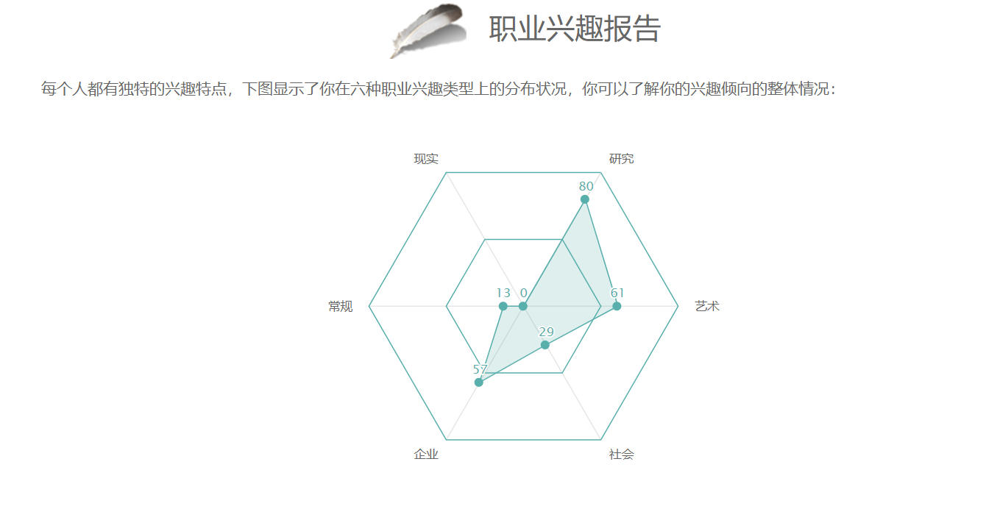 职业兴趣报告
每个人都有独特的兴趣特点，下图显示了你在六种职业兴趣类型上的分布状况，你可以了解你的兴趣倾向的整体情况：
现实
研究
80
13
0
61
常规
艺术
29
57
企业
社会